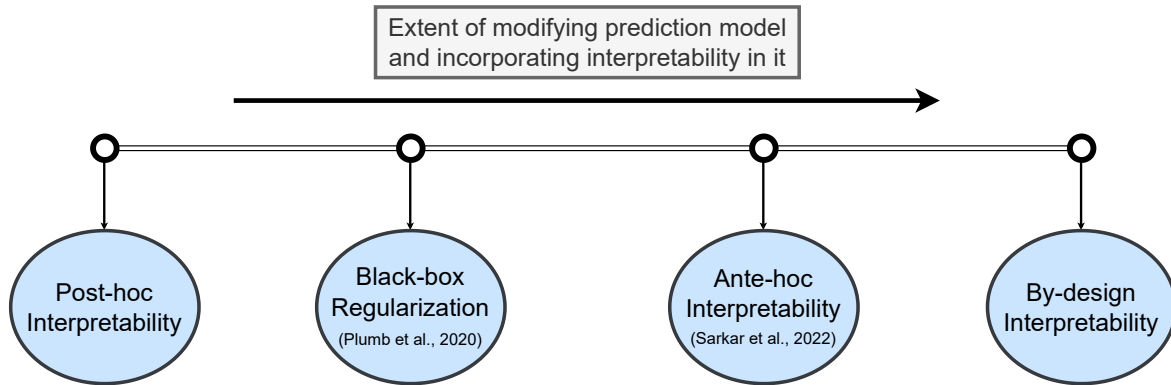 Extent of modifying prediction model
and incorporating interpretability in it
Post-hoc
Interpretability
Black-box
Regularization
(Plumb et al., 2020)
Ante-hoc
Interpretability
(Sarkar et al., 2022)
By-design
Interpretability